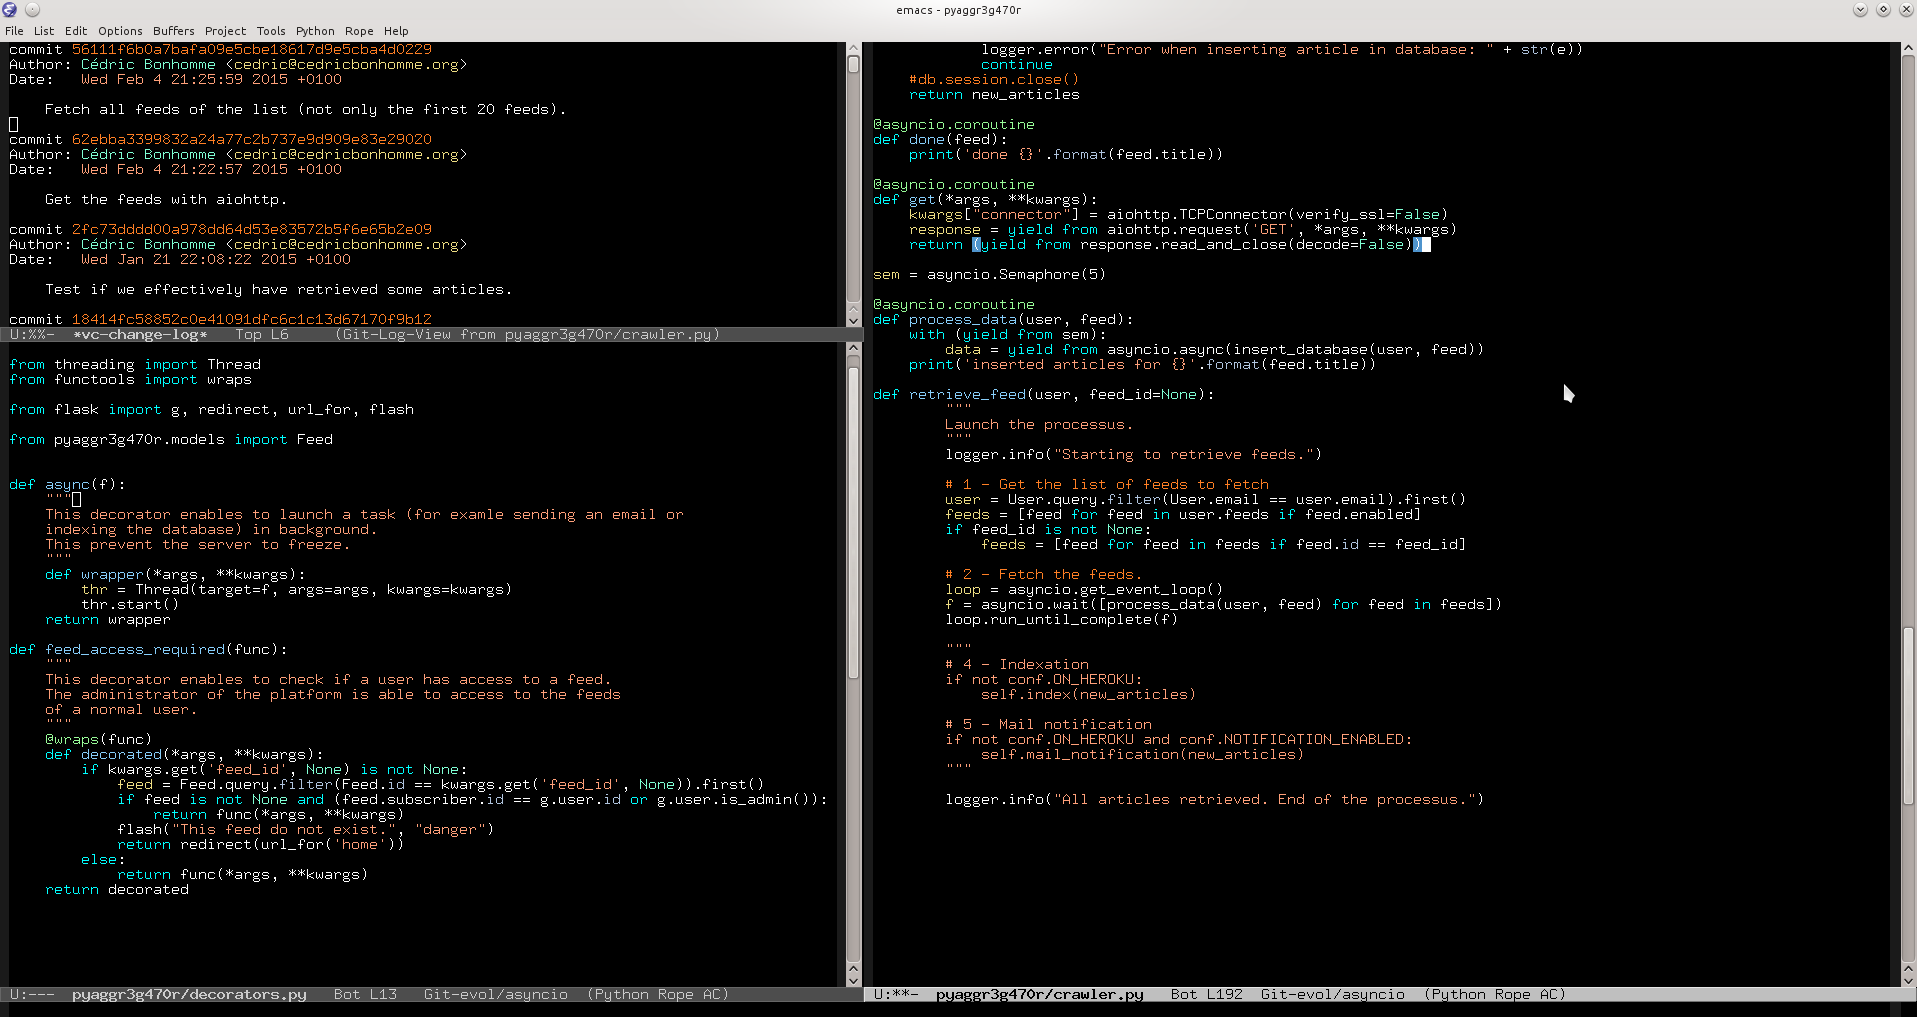 emacs - pyaggr3g470r
File List Edit Options Buffers Project Tools Python Rope Help
commit 56111f6b0a7bafa09e5cbe18617d9e5cba4d0229
Author: Cédric Bonhomme <cedric@cedricbonhomme.org>
Date:   Wed Feb 4 21:25:59 2015 +0100
    Fetch all feeds of the list (not only the first 20 feeds).
commit 62ebba3399832a24a77c2b737e9d909e83e29020
Author: Cédric Bonhomme <cedric@cedricbonhomme.org>
Date:   Wed Feb 4 21:22:57 2015 +0100
    Get the feeds with aiohttp.
commit 2fc73dddd00a978dd64d53e83572b5f6e65b2e09
Author: Cédric Bonhomme <cedric@cedricbonhomme.org>
Date:   Wed Jan 21 22:08:22 2015 +0100
    Test if we effectively have retrieved some articles.
commit 18414fc58852c0e41091dfc6c1c13d67170f9b12
U:%%-  *vc-change-log*   Top L6     (Git-Log-View from pyaggr3g470r/crawler.py)
from threading import Thread
from functools import wraps
from flask import g, redirect, url_for, flash
from pyaggr3g470r.models import Feed
def async(f):
    """
    This decorator enables to launch a task (for examle sending an email or
    indexing the database) in background.
    This prevent the server to freeze.
    """
    def wrapper(*args, **kwargs):
        thr = Thread(target=f, args=args, kwargs=kwargs)
        thr.start()
    return wrapper
def feed_access_required(func):
    """
    This decorator enables to check if a user has access to a feed.
    The administrator of the platform is able to access to the feeds
    of a normal user.
    """
    @wraps(func)
    def decorated(*args, **kwargs):
        if kwargs.get('feed_id', None) is not None:
            feed = Feed.query.filter(Feed.id == kwargs.get('feed_id', None)).first()
            if feed is not None and (feed.subscriber.id == g.user.id or g.user.is_admin()):
                return func(*args, **kwargs)
            flash("This feed do not exist.", "danger")
            return redirect(url_for('home'))
        else:
            return func(*args, **kwargs)
    return decorated
U:---  pyaggr3g470r/decorators.py   Bot L13   Git-evol/asyncio  (Python Rope AC)
            logger.error("Error when inserting article in database: " + str(e))
            continue
    #db.session.close()
    return new_articles
@asyncio.coroutine
def done(feed):
    print('done {}'.format(feed.title))
@asyncio.coroutine
def get(*args, **kwargs):
    kwargs["connector"] = aiohttp.TCPConnector(verify_ssl=False)
    response = yield from aiohttp.request('GET', *args, **kwargs)
    return (yield from response.read_and_close(decode=False))
sem = asyncio.Semaphore(5)
@asyncio.coroutine
def process_data(user, feed):
    with (yield from sem):
        data = yield from asyncio.async(insert_database(user, feed))
    print('inserted articles for {}'.format(feed.title))
def retrieve_feed(user, feed_id=None):
        """
        Launch the processus.
        """
        logger.info("Starting to retrieve feeds.")
        # 1 - Get the list of feeds to fetch
        user = User.query.filter(User.email == user.email).first()
        feeds = [feed for feed in user.feeds if feed.enabled]
        if feed_id is not None:
            feeds = [feed for feed in feeds if feed.id == feed_id]
        # 2 - Fetch the feeds.
        loop = asyncio.get_event_loop()
        f = asyncio.wait([process_data(user, feed) for feed in feeds])
        loop.run_until_complete(f)
        """
        # 4 - Indexation
        if not conf.ON_HEROKU:
            self.index(new_articles)
        # 5 - Mail notification
        if not conf.ON_HEROKU and conf.NOTIFICATION_ENABLED:
            self.mail_notification(new_articles)
        """
        logger.info("All articles retrieved. End of the processus.")
U:**-  pyaggr3g470r/crawler.py   Bot L192  Git-evol/asyncio  (Python Rope AC)